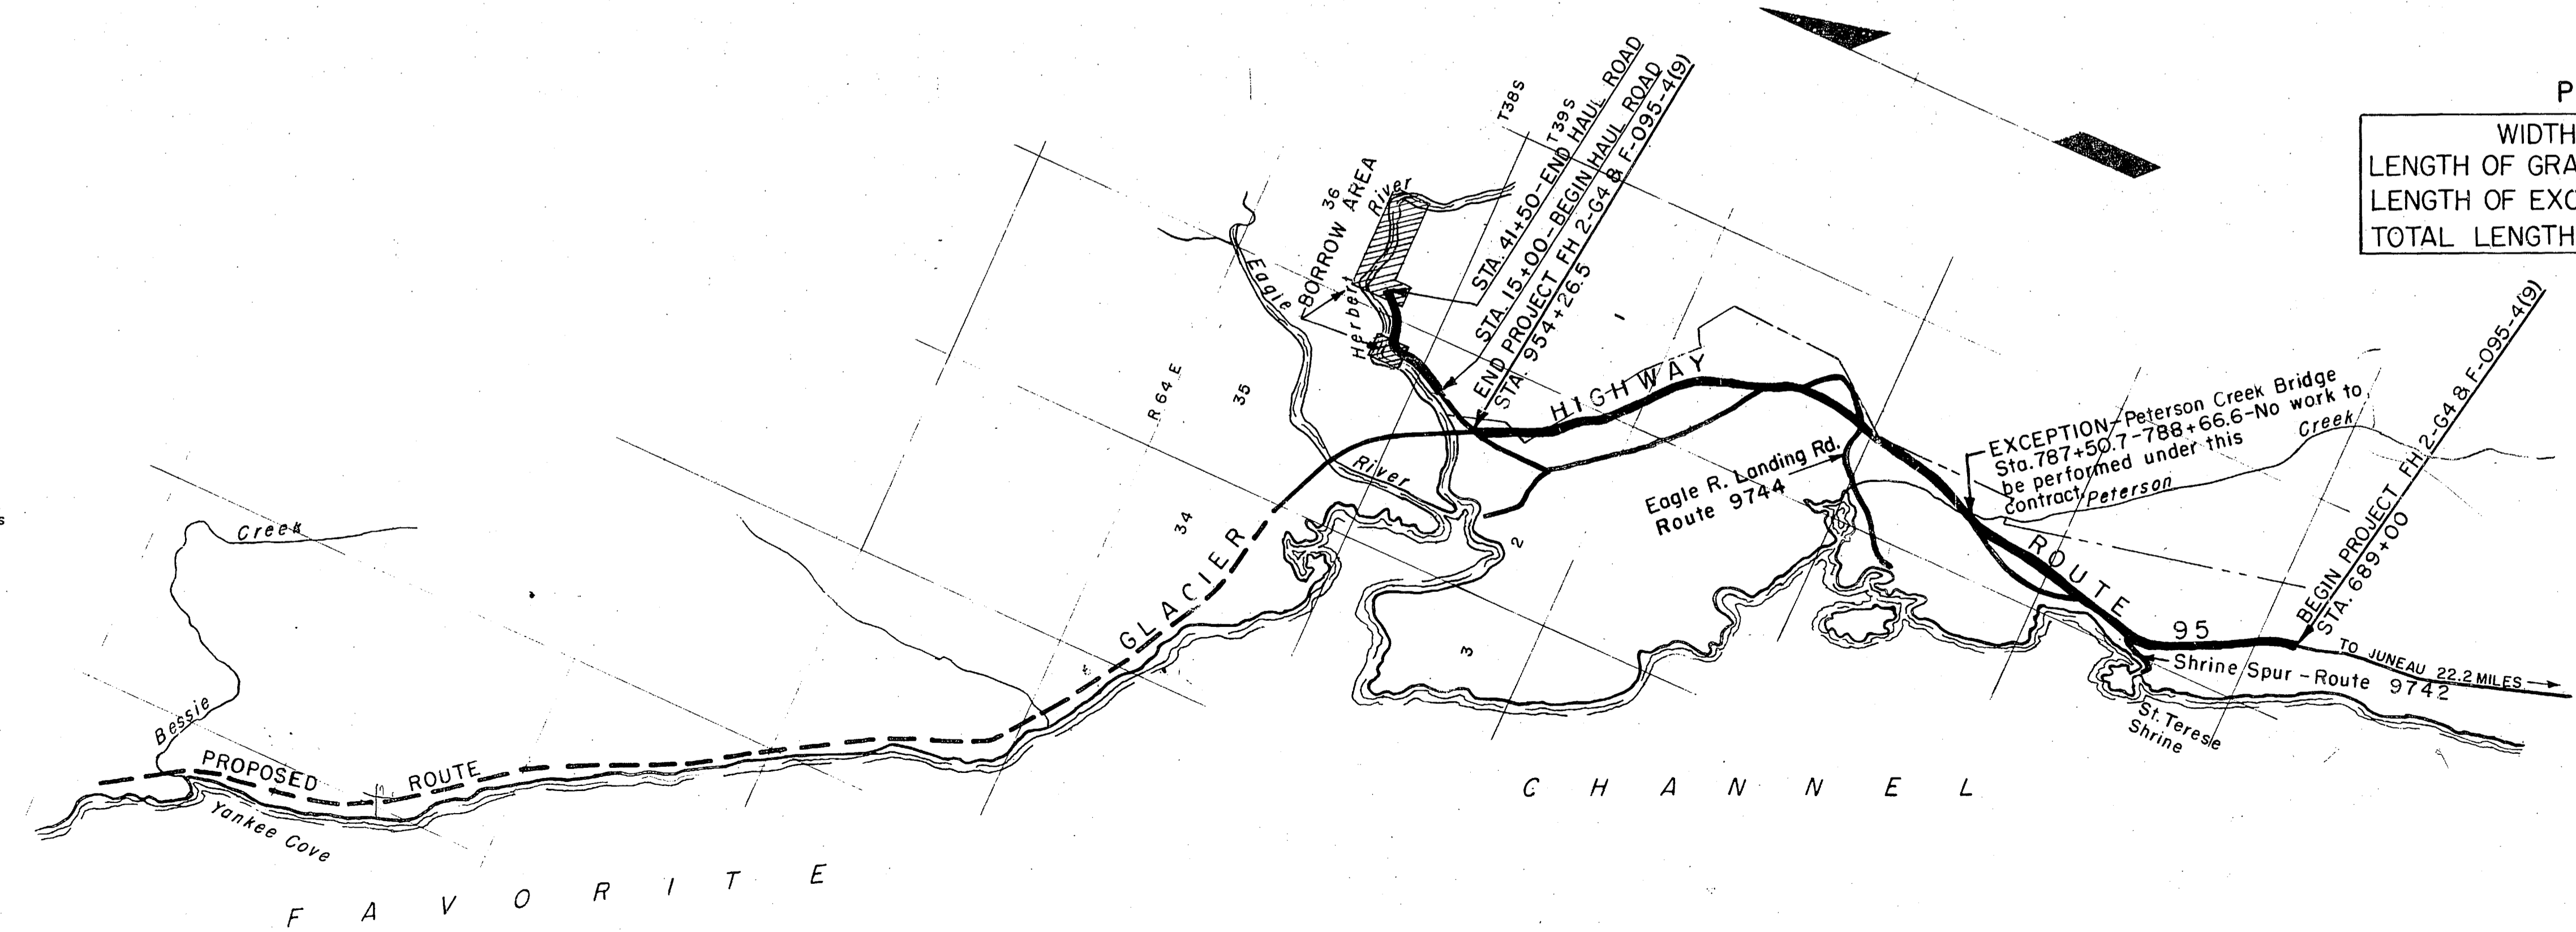 P
WIDTH
LENGTH OF GRA
LENGTH OF EXC
TOTAL LENGTH
T38S
T39S
STA. 41+50-END HAUL ROAD
STA. 15+00-BEGIN HAUL ROAD
END PROJECT FH 2-G4 & F-095-4(9)
STA. 954+26.5
36
BORROW AREA
River
Herbert
Eagle
River
R 64 E
35
34
1
2
3
HIGHWAY
GLACIER
ROUTE
95
Eagle R. Landing Rd.
Route 9744
EXCEPTION-Peterson Creek Bridge
Sta.787+50.7-788+66.6-No work to
be performed under this
contract.
Peterson
Creek
BEGIN PROJECT FH 2-G4 & F-095-4(9)
STA. 689+00
TO JUNEAU 22.2 MILES
Shrine Spur-Route 9742
St. Terese
Shrine
Creek
Bessie
PROPOSED ROUTE
Yankee Cove
FAVORITE
CHANNEL
s